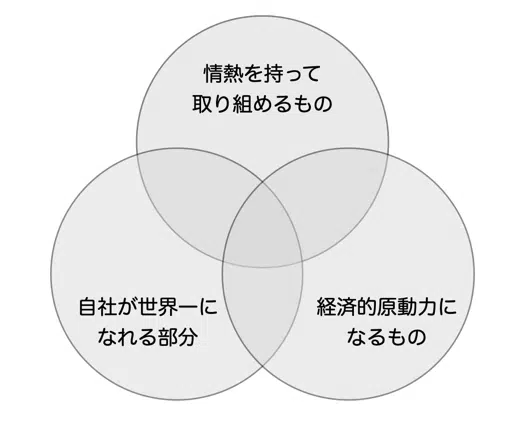 情熱を持って
取り組めるもの
自社が世界一に
なれる部分
経済的原動力に
なるもの